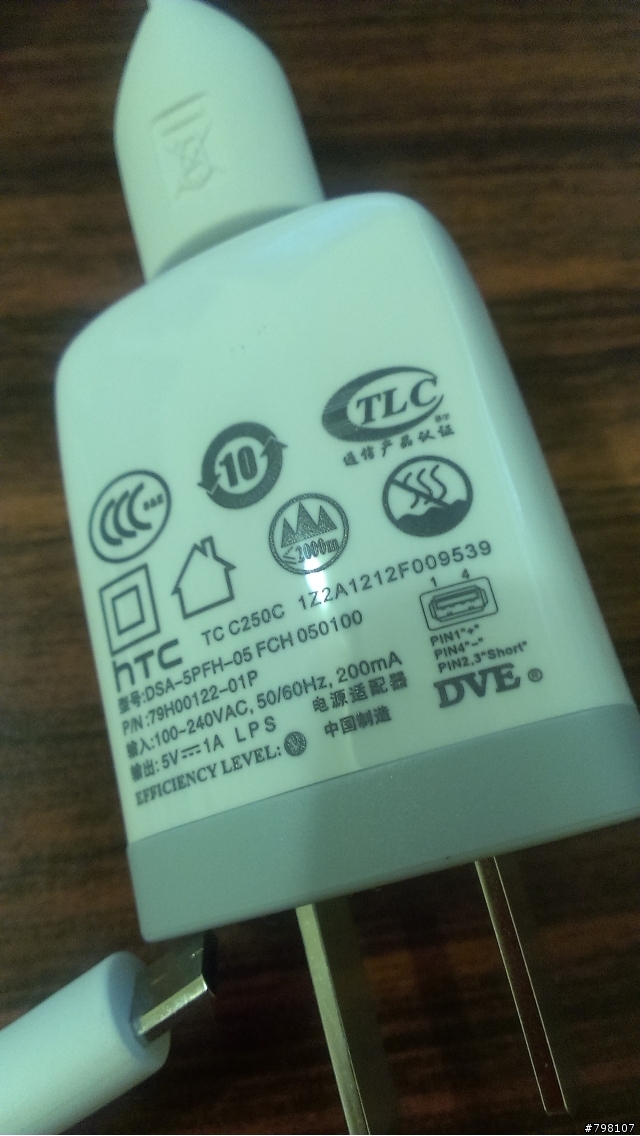 TLC
信产品认证
10
≤2000m
1 4
TC C250C 1Z2A1212F009539
hTC
型号:DSA-5PFH-05 FCH 050100
P/N:79H00122-01P
输入:100-240VAC, 50/60Hz, 200mA
输出:5V⎓1A LPS
电源适配器
EFFICIENCY LEVEL:Ⓥ
中国制造
PIN1"+"
PIN4"-"
PIN2,3"Short"
DVE®
#798107